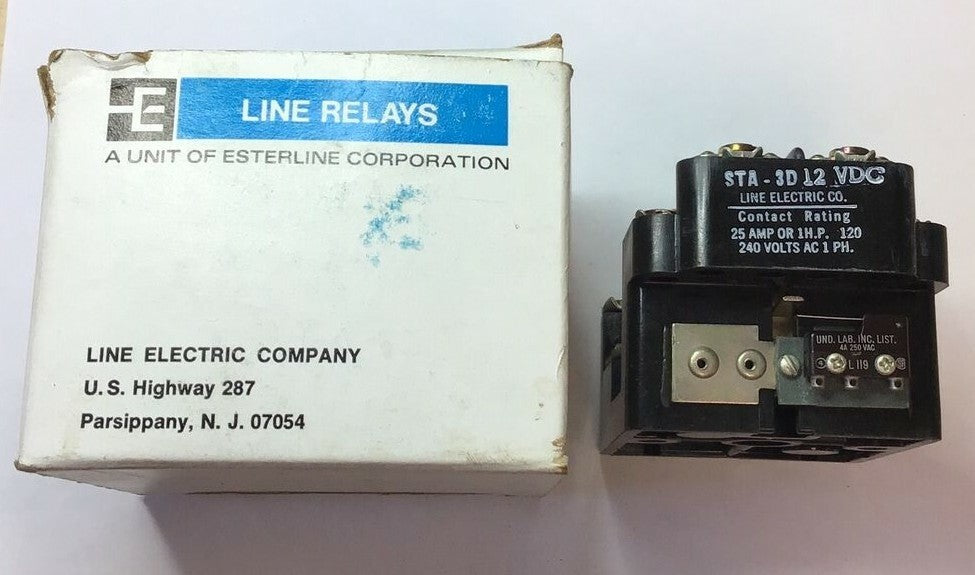 E
LINE RELAYS
A UNIT OF ESTERLINE CORPORATION
LINE ELECTRIC COMPANY
U.S. Highway 287
Parsippany, N. J. 07054
STA - 3D 12 VDC
LINE ELECTRIC CO.
Contact Rating
25 AMP OR 1H.P. 120
240 VOLTS AC 1 PH.
UND. LAB. INC. LIST.
4A 250 VAC
L 119